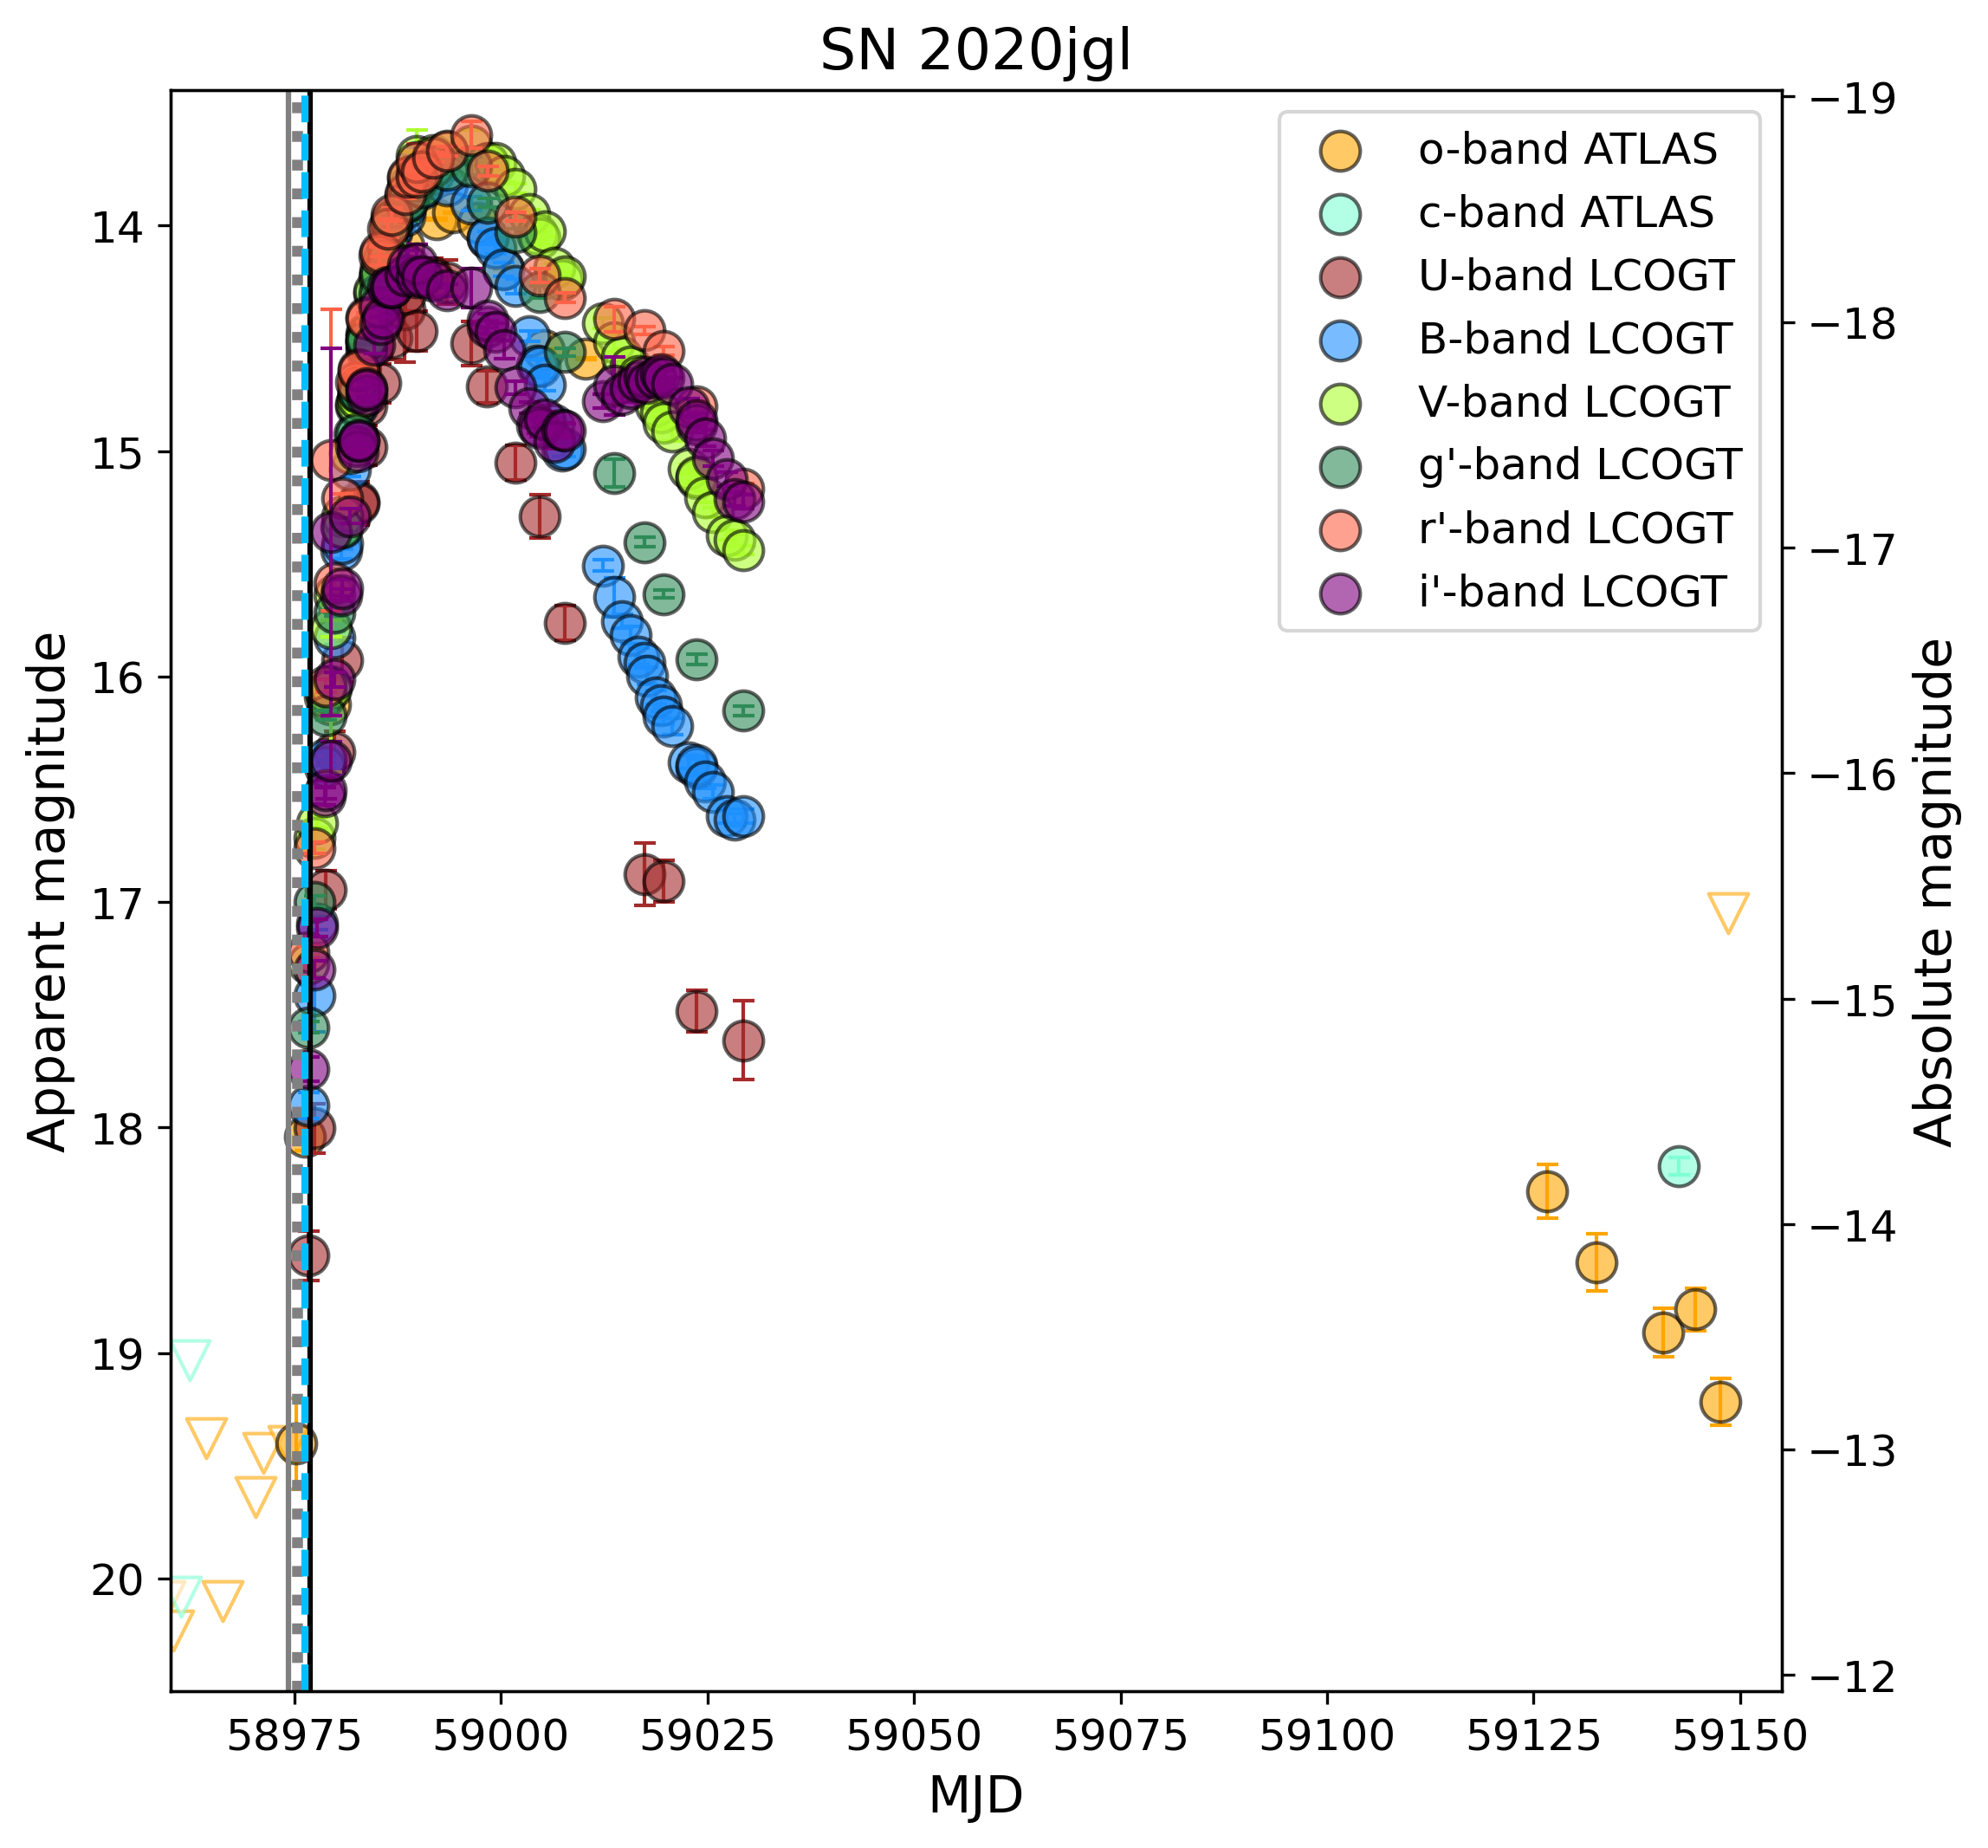 SN 2020jgl
Apparent magnitude
14
15
16
17
18
19
20
−19
−18
−17
−16
−15
−14
−13
−12
Absolute magnitude
o-band ATLAS
c-band ATLAS
U-band LCOGT
B-band LCOGT
V-band LCOGT
g'-band LCOGT
r'-band LCOGT
i'-band LCOGT
58975 59000 59025 59050 59075 59100 59125 59150
MJD